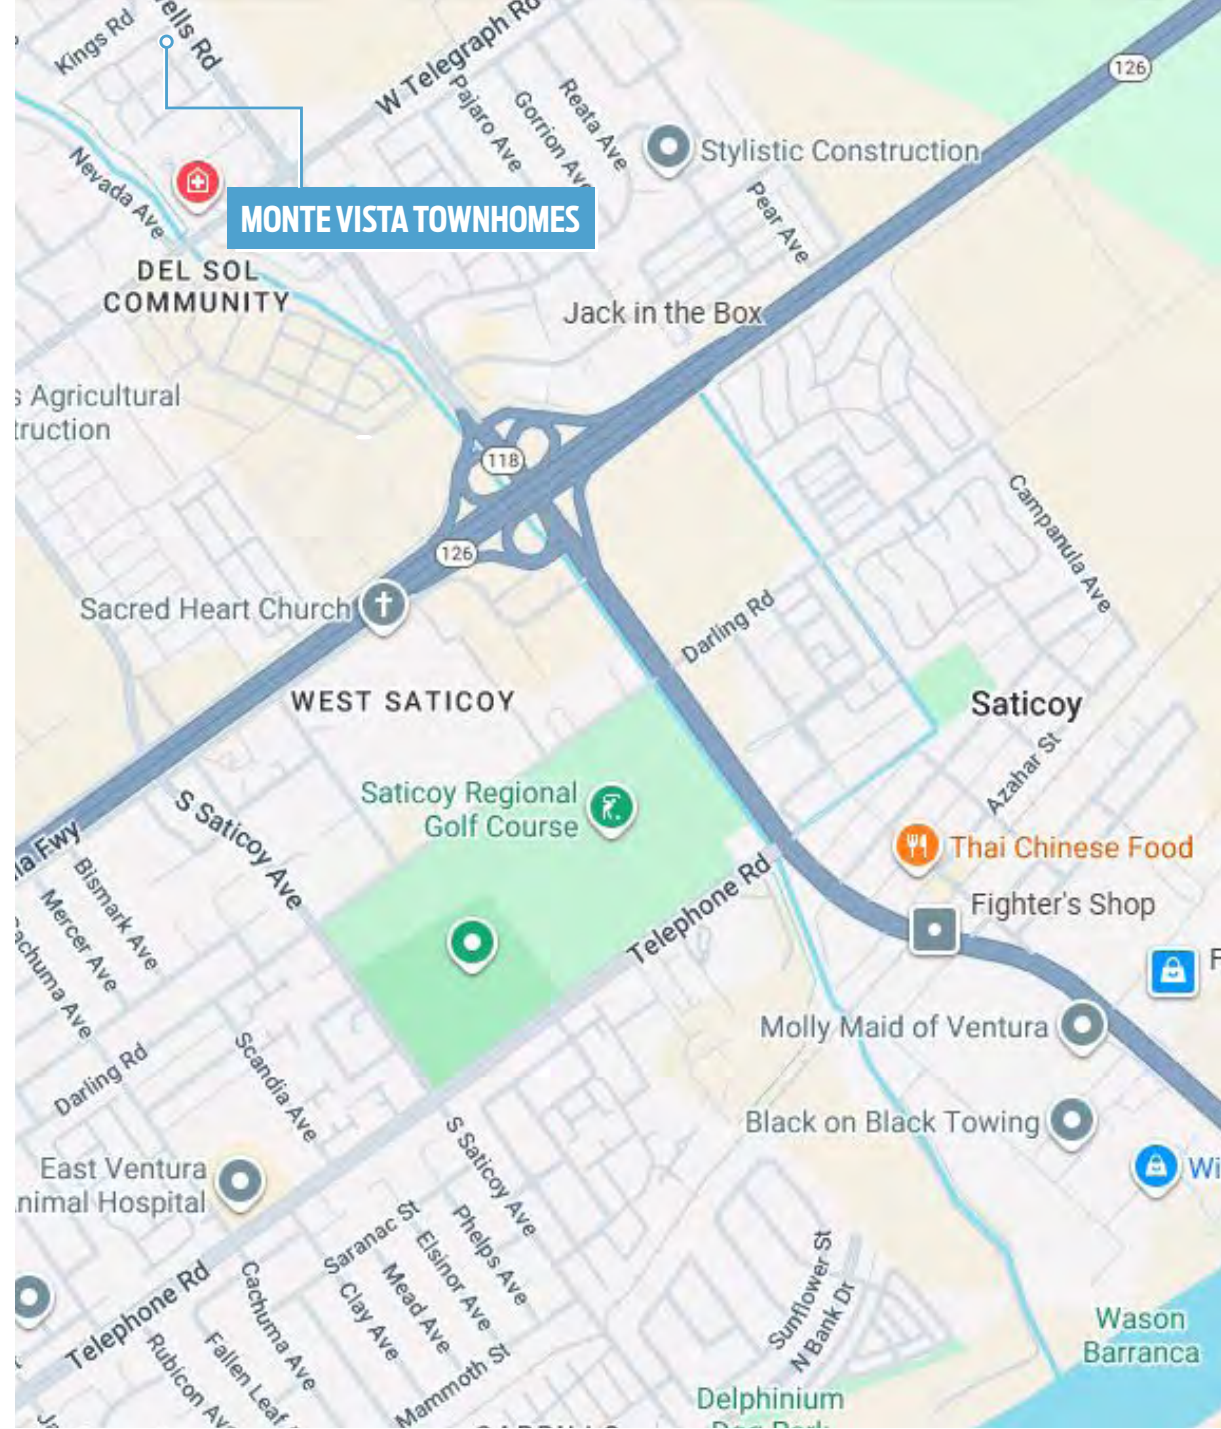 Kings Rd
ells Rd
W Telegraph Rd
126
Pajaro Ave
Gorrion Ave
Reata Ave
Stylistic Construction
Nevada Ave
Pear Ave
MONTE VISTA TOWNHOMES
DEL SOL
COMMUNITY
Jack in the Box
s Agricultural
truction
118
Campanula Ave
126
Sacred Heart Church
Darling Rd
WEST SATICOY
Saticoy
Azahar St
Saticoy Regional
Golf Course
S Saticoy Ave
ia Fwy
Thai Chinese Food
Bismark Ave
Mercer Ave
achuma Ave
Telephone Rd
Fighter's Shop
F
Molly Maid of Ventura
Darling Rd
Scandia Ave
Black on Black Towing
S Saticoy Ave
East Ventura
nimal Hospital
Wi
Saranac St
Phelps Ave
Elsinor Ave
Mead Ave
Clay Ave
Sunflower St
N Bank Dr
Telephone Rd
Cachuma Ave
Fallen Leaf
Rubicon Av
Mammoth St
Wason
Barranca
Delphinium
Dog Park